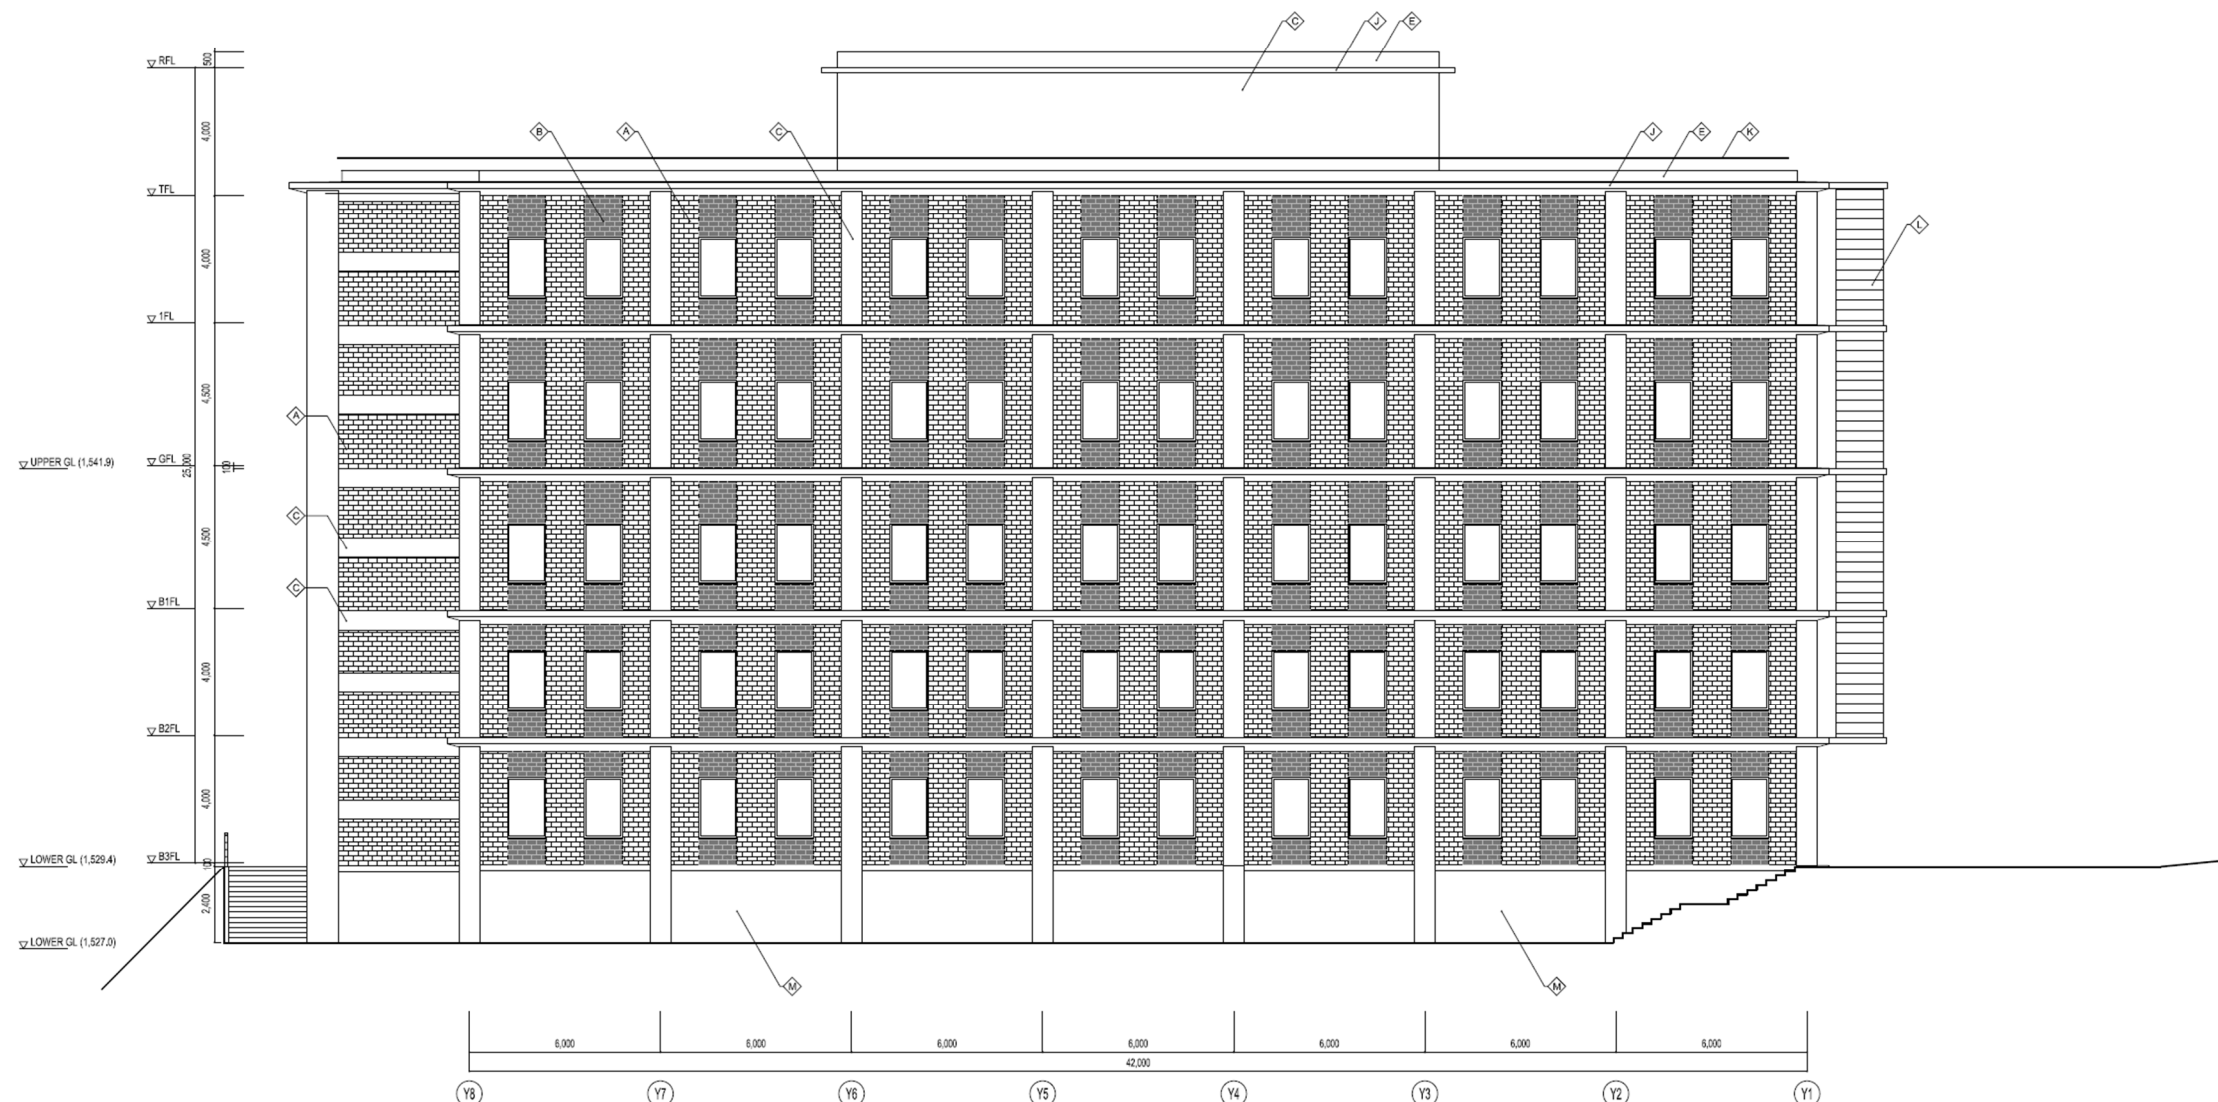 C J E
RFL 500
4,000
B A C J E K
TFL
L
4,000
1FL
4,500
A
UPPER GL (1,541.9) GFL 25,000 100
C
4,500
C
B1FL
4,000
B2FL
4,000
LOWER GL (1,529.4) B3FL 100
2,400
LOWER GL (1,527.0)
M M
6,000 6,000 6,000 6,000 6,000 6,000 6,000
42,000
Y8 Y7 Y6 Y5 Y4 Y3 Y2 Y1